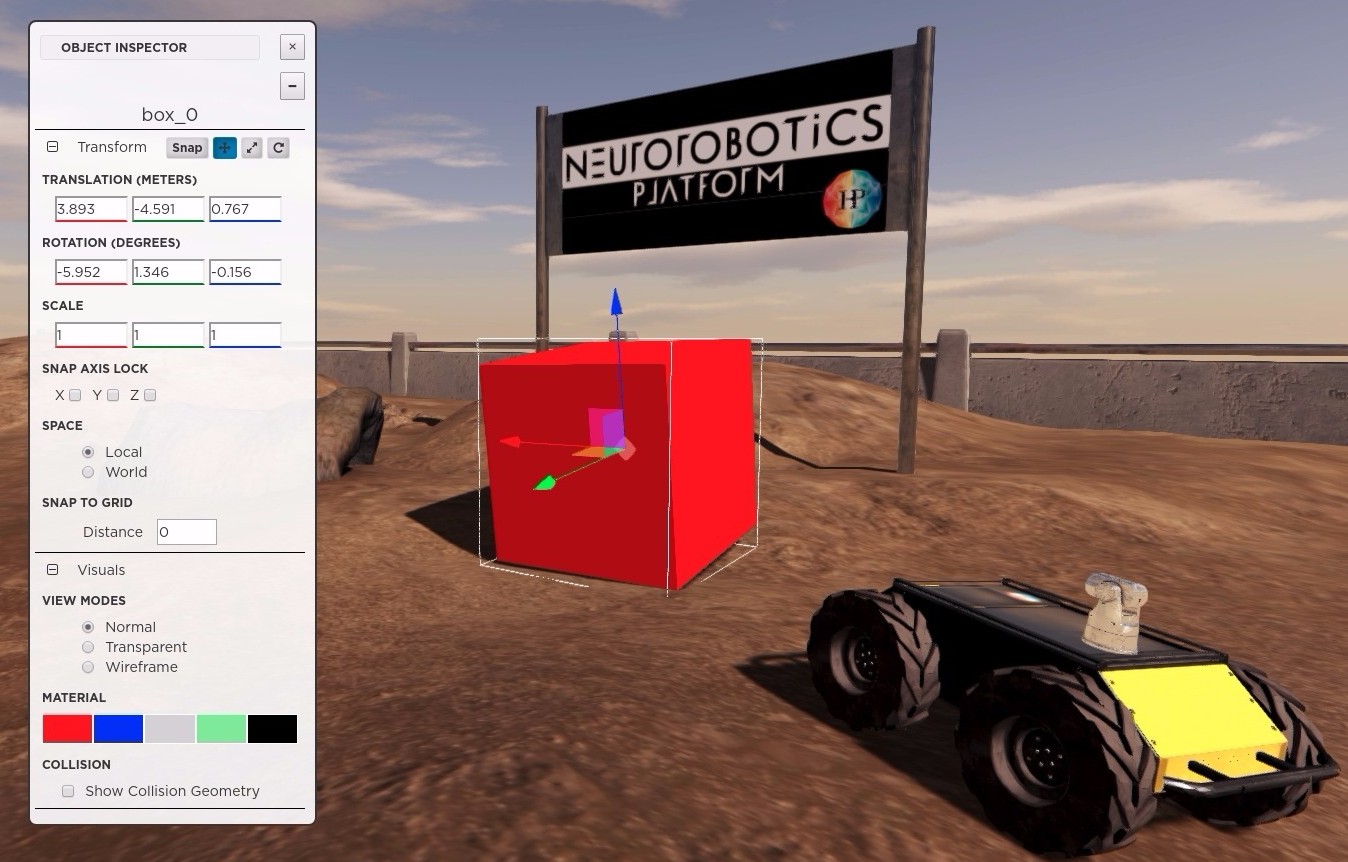 OBJECT INSPECTOR
×
−
box_0
Transform Snap
TRANSLATION (METERS)
3.893 -4.591 0.767
ROTATION (DEGREES)
-5.952 1.346 -0.156
SCALE
1 1 1
SNAP AXIS LOCK
X Y Z
SPACE
Local
World
SNAP TO GRID
Distance 0
Visuals
VIEW MODES
Normal
Transparent
Wireframe
MATERIAL
COLLISION
Show Collision Geometry
NEUROROBOTiCS
PLATFORM
HP